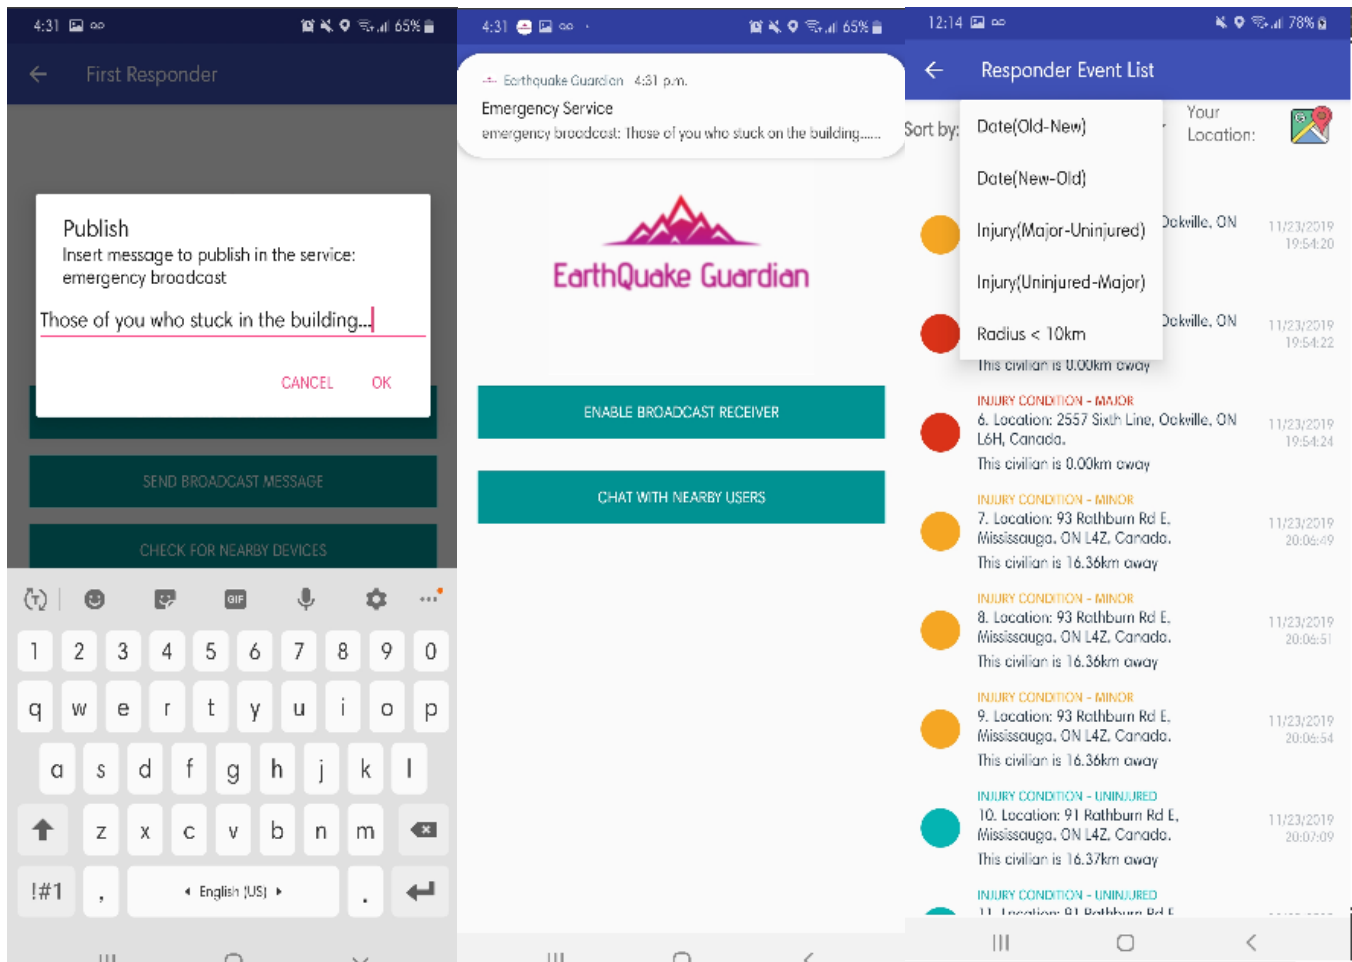 4:31
65%
First Responder
Publish
Insert message to publish in the service:
emergency broadcast
Those of you who stuck in the building...
CANCEL OK
SEND BROADCAST MESSAGE
CHECK FOR NEARBY DEVICES
GIF
1 2 3 4 5 6 7 8 9 0
q w e r t y u i o p
a s d f g h j k l
z x c v b n m
!#1 , English (US) .
4:31
65%
Earthquake Guardian 4:31 p.m.
Emergency Service
emergency broadcast: Those of you who stuck on the building......
EarthQuake Guardian
ENABLE BROADCAST RECEIVER
CHAT WITH NEARBY USERS
12:14
78%
Responder Event List
Sort by:
Date(Old-New)
Date(New-Old)
Injury(Major-Uninjured)
Injury(Uninjured-Major)
Radius < 10km
Your
Location:
Oakville, ON
11/23/2019
19:54:20
Oakville, ON
11/23/2019
19:54:22
This civilian is 0.00km away
INJURY CONDITION - MAJOR
6. Location: 2557 Sixth Line, Oakville, ON
L6H, Canada.
This civilian is 0.00km away
11/23/2019
19:54:24
INJURY CONDITION - MINOR
7. Location: 93 Rathburn Rd E,
Mississauga, ON L4Z, Canada.
This civilian is 16.36km away
11/23/2019
20:06:49
INJURY CONDITION - MINOR
8. Location: 93 Rathburn Rd E,
Mississauga, ON L4Z, Canada.
This civilian is 16.36km away
11/23/2019
20:06:51
INJURY CONDITION - MINOR
9. Location: 93 Rathburn Rd E,
Mississauga, ON L4Z, Canada.
This civilian is 16.36km away
11/23/2019
20:06:54
INJURY CONDITION - UNINJURED
10. Location: 91 Rathburn Rd E,
Mississauga, ON L4Z, Canada.
This civilian is 16.37km away
11/23/2019
20:07:09
INJURY CONDITION - UNINJURED
11. Location: 91 Rathburn Rd E,